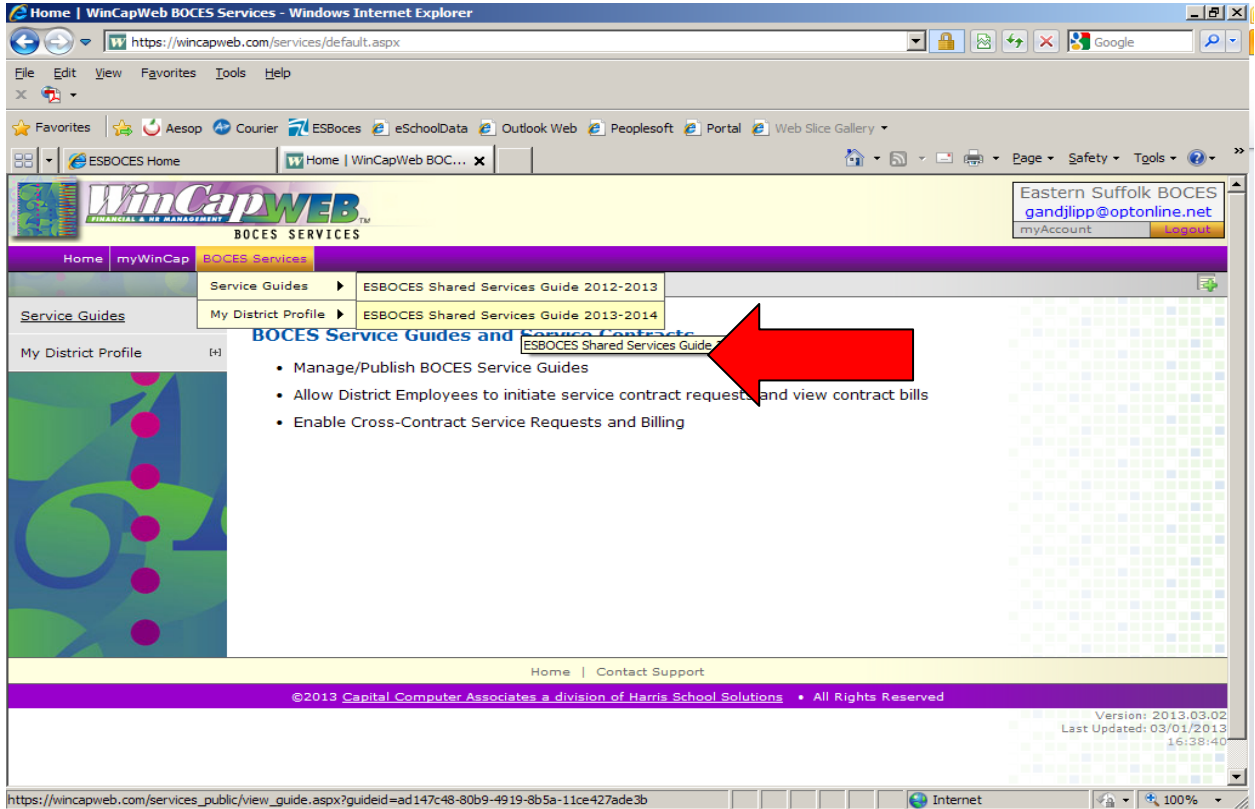 Home | WinCapWeb BOCES Services - Windows Internet Explorer
https://wincapweb.com/services/default.aspx
Google
File Edit View Favorites Tools Help
Favorites Aesop Courier ESBoces eSchoolData Outlook Web Peoplesoft Portal Web Slice Gallery
ESBOCES Home Home | WinCapWeb BOC... Page Safety Tools
WinCapWEB TM
FINANCIAL & HR MANAGEMENT
BOCES SERVICES
Eastern Suffolk BOCES
gandjlipp@optonline.net
myAccount Logout
Home myWinCap BOCES Services
Service Guides ESBOCES Shared Services Guide 2012-2013
My District Profile ESBOCES Shared Services Guide 2013-2014
Service Guides
My District Profile [+]
BOCES Service Guides and Service Contracts
ESBOCES Shared Services Guide
• Manage/Publish BOCES Service Guides
• Allow District Employees to initiate service contract requests and view contract bills
• Enable Cross-Contract Service Requests and Billing
Home | Contact Support
©2013 Capital Computer Associates a division of Harris School Solutions • All Rights Reserved
Version: 2013.03.02
Last Updated: 03/01/2013
16:38:40
https://wincapweb.com/services_public/view_guide.aspx?guideid=ad147c48-80b9-4919-8b5a-11ce427ade3b Internet 100%